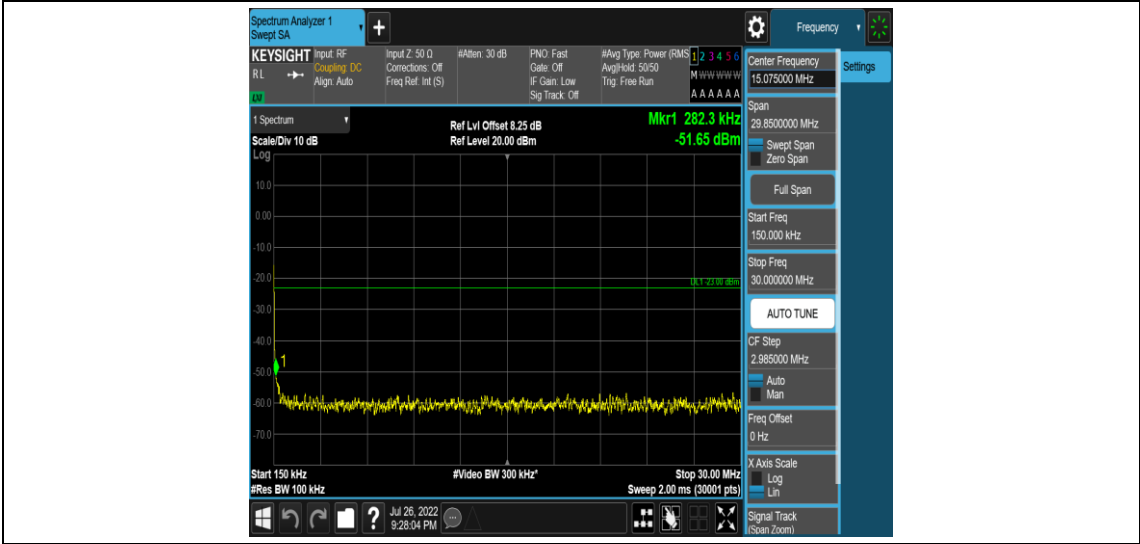 Spectrum Analyzer 1
Swept SA
+
Frequency
KEYSIGHT
RL
Input: RF
Coupling: DC
Align: Auto
Input Z: 50 Ω
Corrections: Off
Freq Ref: Int (S)
#Atten: 30 dB
PNO: Fast
Gate: Off
IF Gain: Low
Sig Track: Off
#Avg Type: Power (RMS
Avg|Hold: 50/50
Trig: Free Run
1 2 3 4 5 6
M W W W W W
A A A A A A
1 Spectrum
Scale/Div 10 dB
Log
Ref Lvl Offset 8.25 dB
Ref Level 20.00 dBm
Mkr1 282.3 kHz
-51.65 dBm
10.0
0.00
-10.0
-20.0
DL1 -23.00 dBm
-30.0
-40.0
1
-50.0
-60.0
-70.0
Start 150 kHz
#Res BW 100 kHz
#Video BW 300 kHz*
Stop 30.00 MHz
Sweep 2.00 ms (30001 pts)
?
Jul 26, 2022
9:28:04 PM
Center Frequency
15.075000 MHz
Settings
Span
29.8500000 MHz
Swept Span
Zero Span
Full Span
Start Freq
150.000 kHz
Stop Freq
30.000000 MHz
AUTO TUNE
CF Step
2.985000 MHz
Auto
Man
Freq Offset
0 Hz
X Axis Scale
Log
Lin
Signal Track
(Span Zoom)